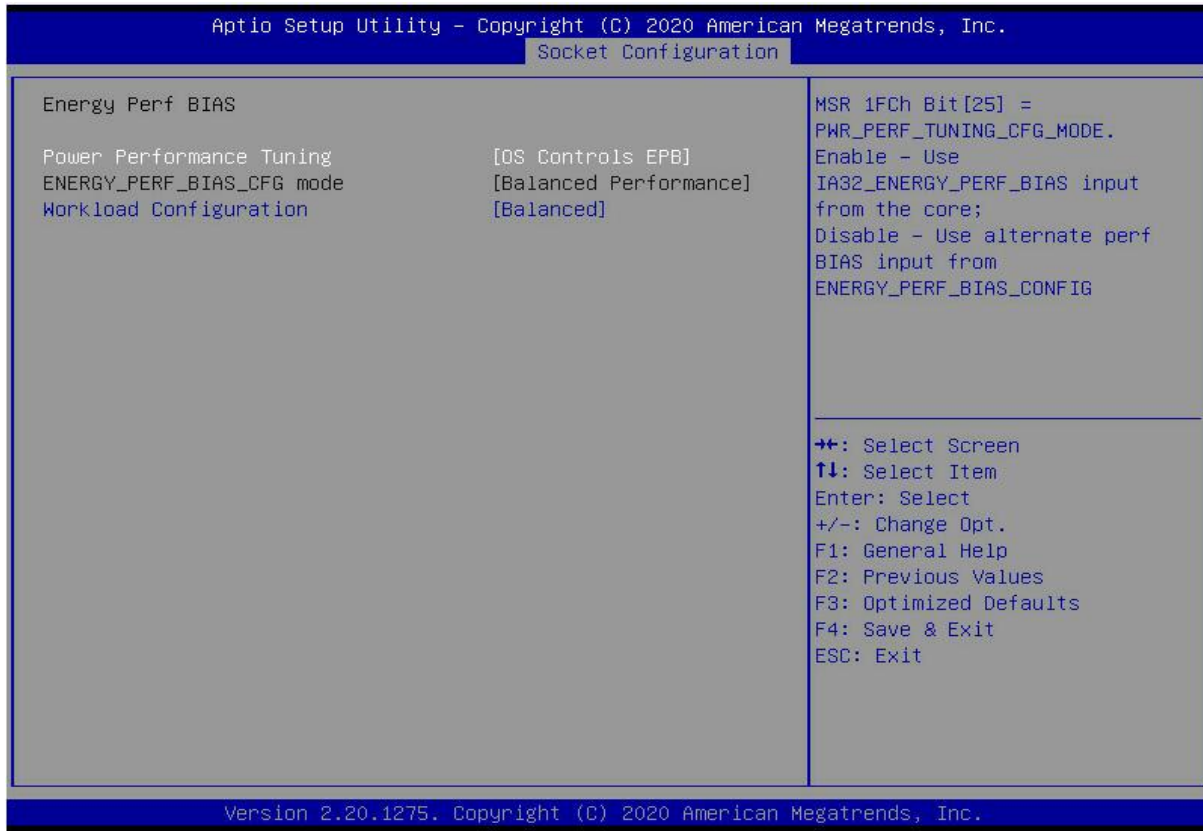 Aptio Setup Utility – Copyright (C) 2020 American Megatrends, Inc.
Socket Configuration
Energy Perf BIAS
Power Performance Tuning [OS Controls EPB]
ENERGY_PERF_BIAS_CFG mode [Balanced Performance]
Workload Configuration [Balanced]
MSR 1FCh Bit[25] =
PWR_PERF_TUNING_CFG_MODE.
Enable – Use
IA32_ENERGY_PERF_BIAS input
from the core;
Disable – Use alternate perf
BIAS input from
ENERGY_PERF_BIAS_CONFIG
→←: Select Screen
↑↓: Select Item
Enter: Select
+/-: Change Opt.
F1: General Help
F2: Previous Values
F3: Optimized Defaults
F4: Save & Exit
ESC: Exit
Version 2.20.1275. Copyright (C) 2020 American Megatrends, Inc.